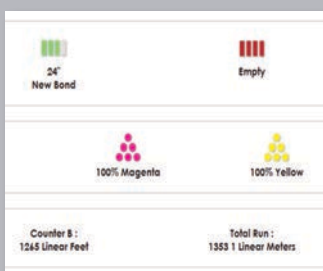 24"
New Bond
Empty
100% Magenta
100% Yellow
Counter B :
1265 Linear Feet
Total Run :
1353 1 Linear Meters